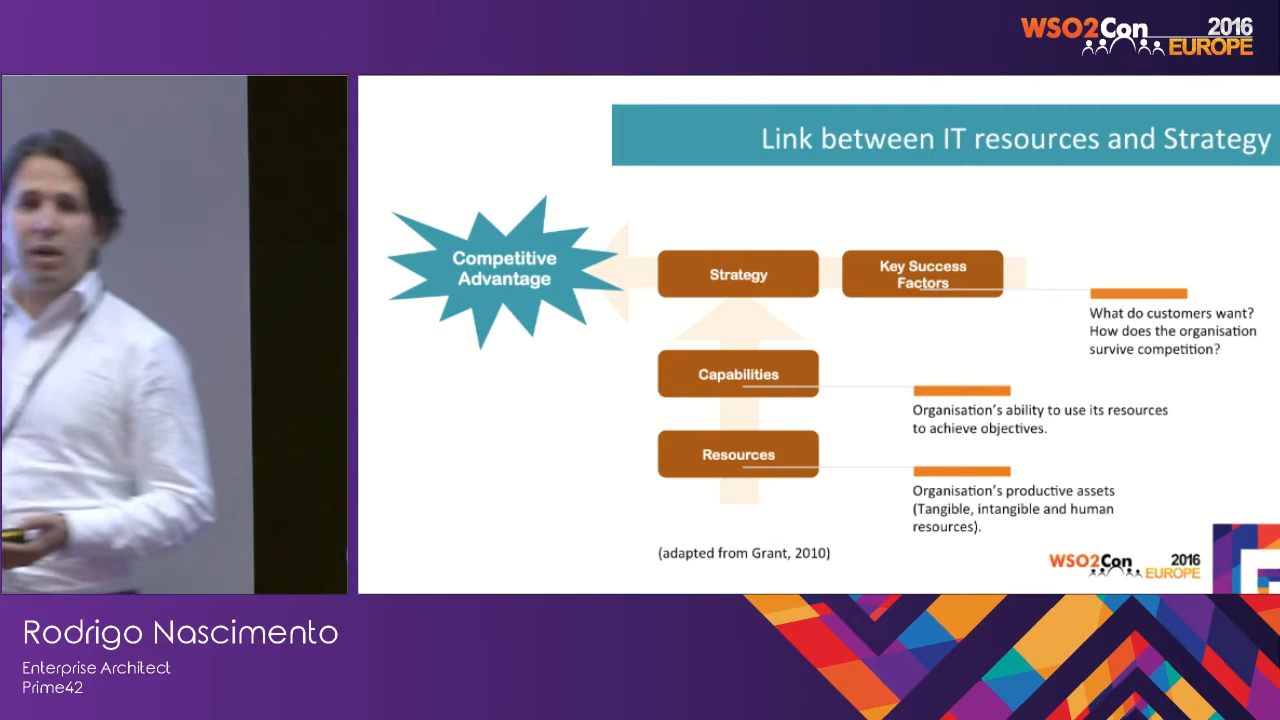 WSO2Con 2016
EUROPE
Link between IT resources and Strategy
Competitive
Advantage
Strategy
Key Success
Factors
What do customers want?
How does the organisation
survive competition?
Capabilities
Organisation's ability to use its resources
to achieve objectives.
Resources
Organisation's productive assets
(Tangible, intangible and human
resources).
(adapted from Grant, 2010)
WSO2Con 2016
EUROPE
Rodrigo Nascimento
Enterprise Architect
Prime42